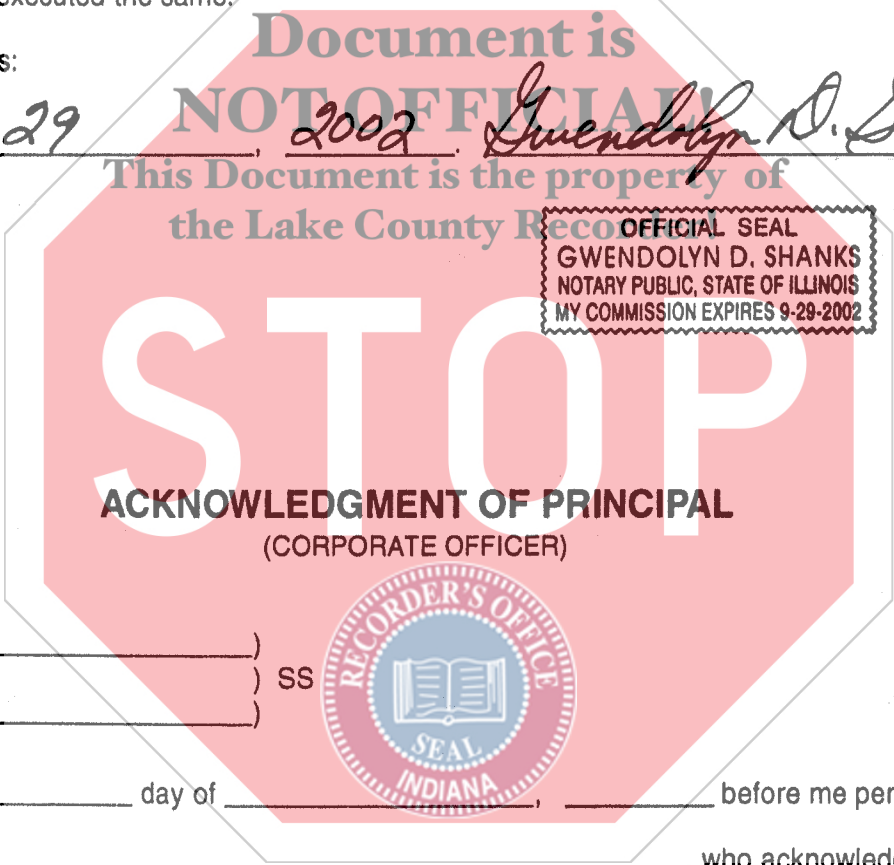 executed the same.
Document is
s:
NOT OFFICIAL!
29, 2002. Gwendolyn D. S
This Document is the property of
the Lake County Recorder!
OFFICIAL SEAL
GWENDOLYN D. SHANKS
NOTARY PUBLIC, STATE OF ILLINOIS
MY COMMISSION EXPIRES 9-29-2002
STOP
ACKNOWLEDGMENT OF PRINCIPAL
(CORPORATE OFFICER)
)
) SS
)
RECORDER'S OFFICE
SEAL
INDIANA
day of , before me per
who acknowled